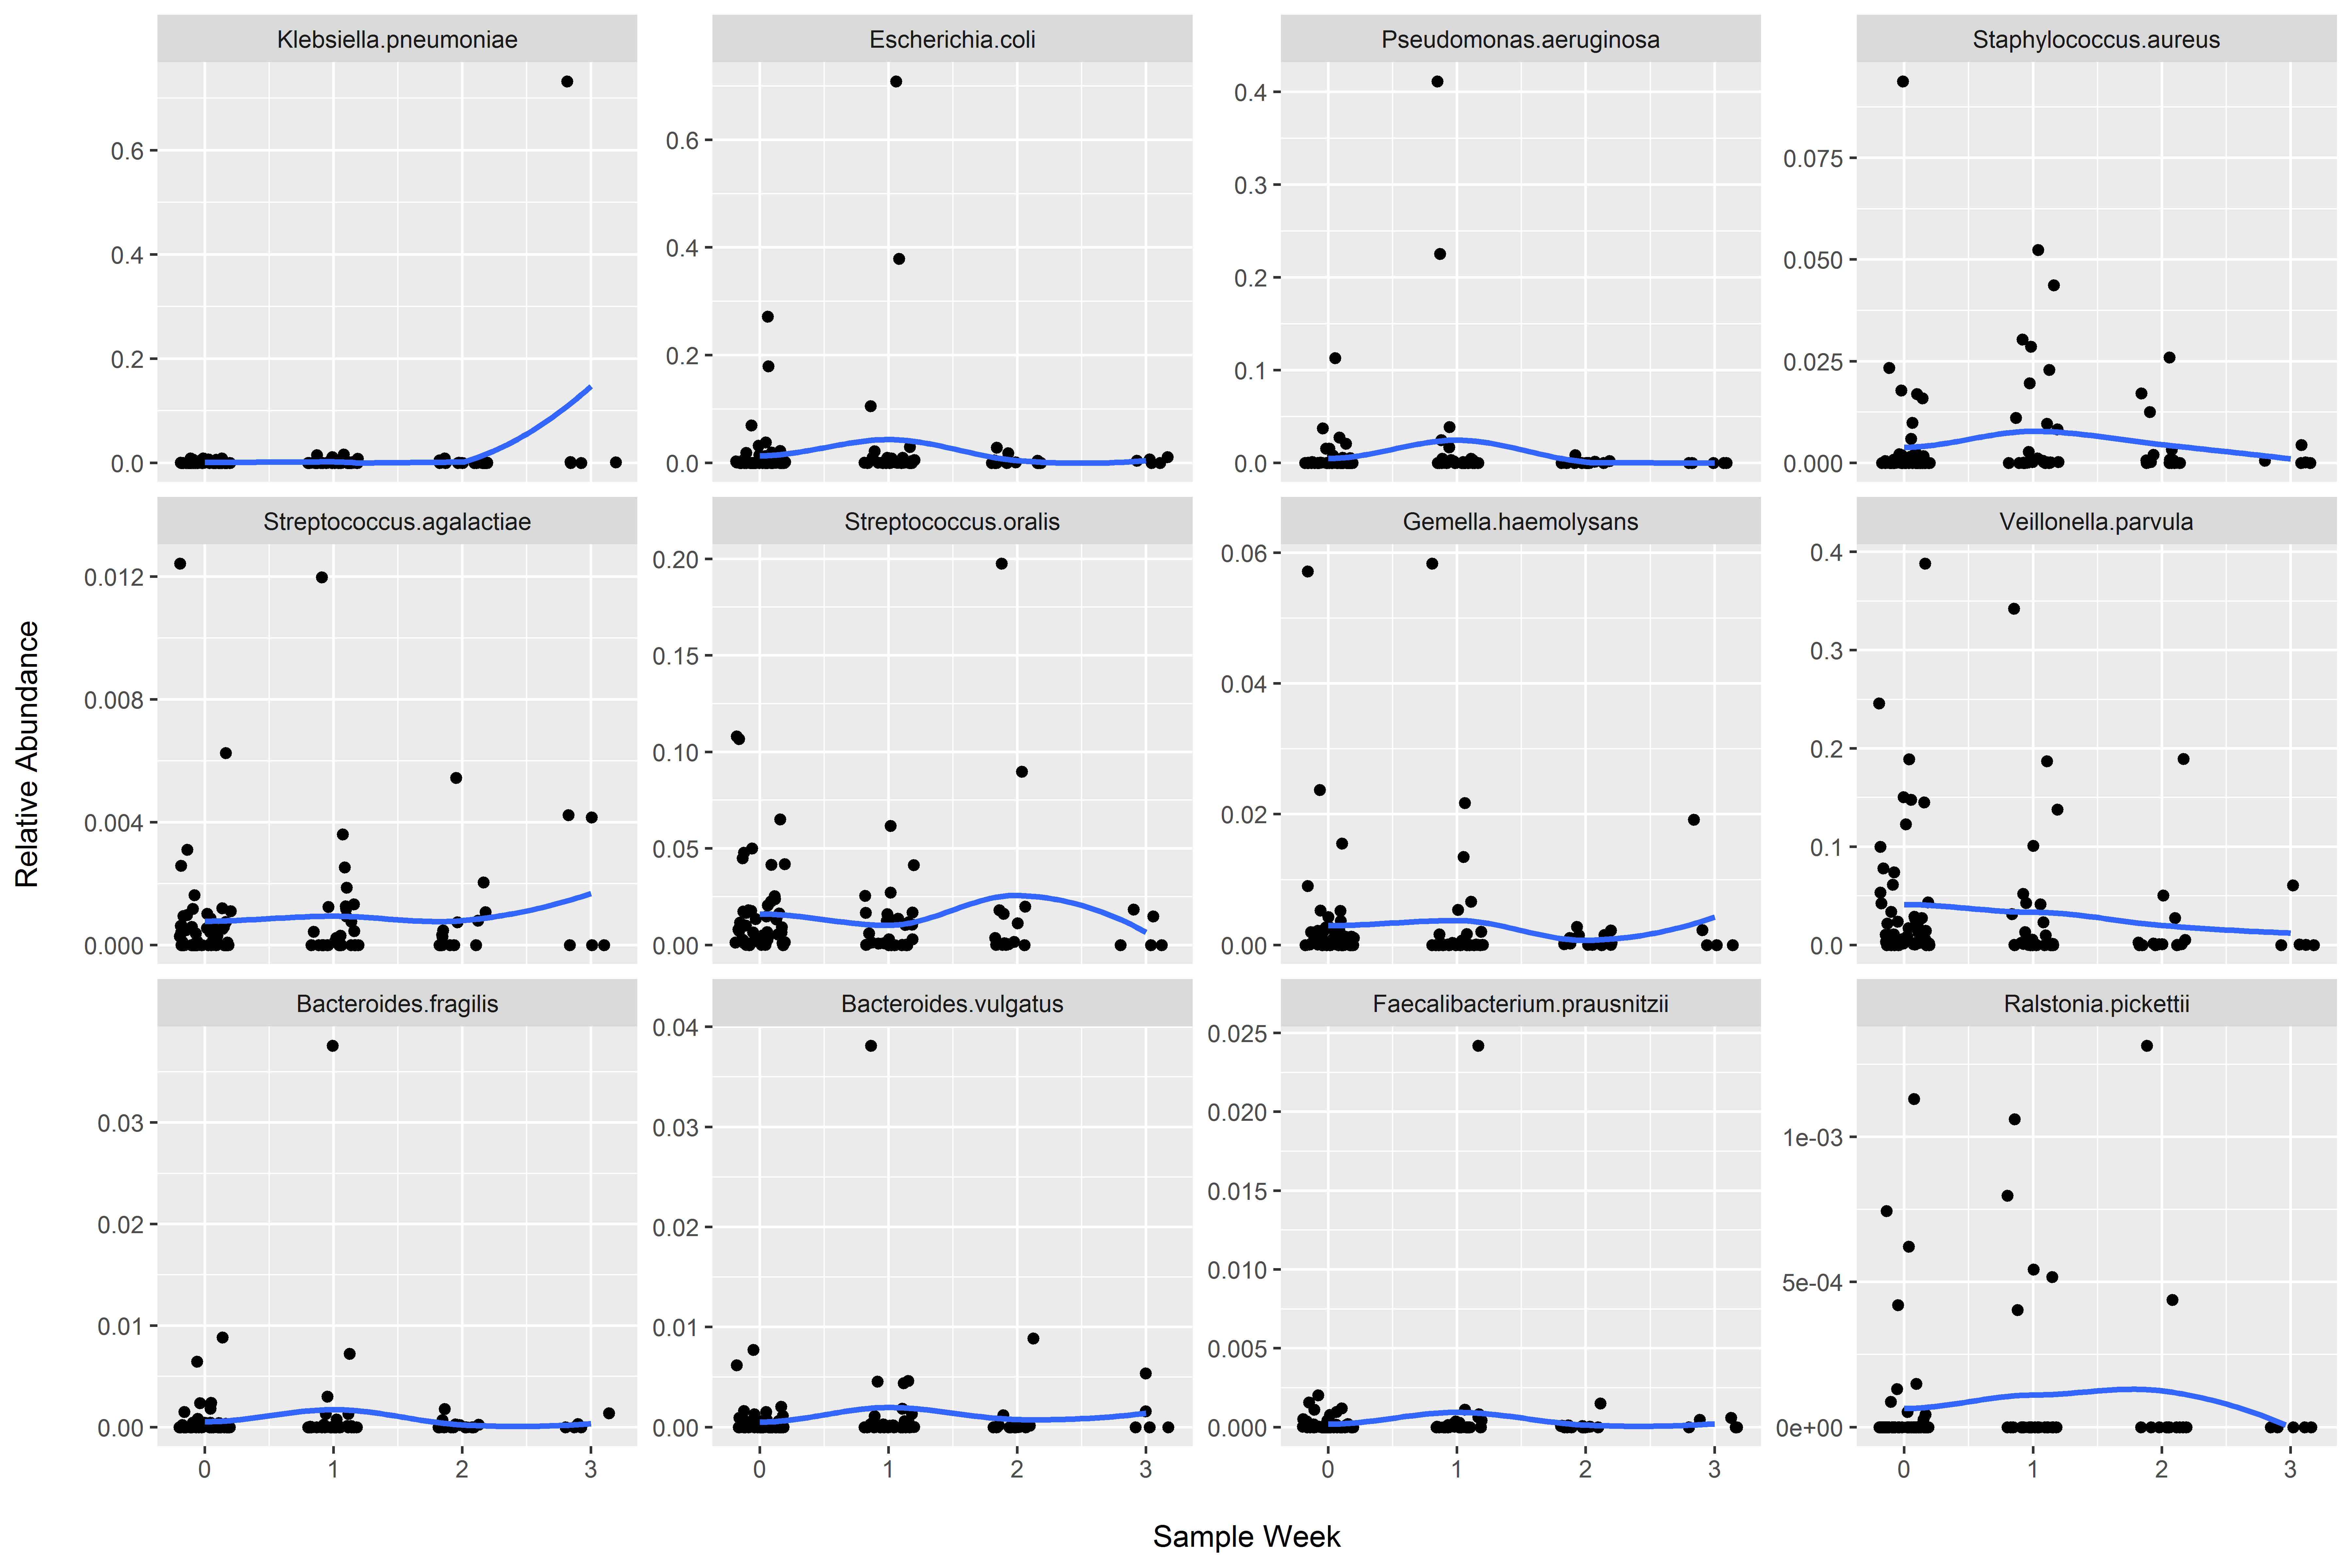 Klebsiella.pneumoniae
Escherichia.coli
Pseudomonas.aeruginosa
Staphylococcus.aureus
0.6
0.4
0.2
0.0
0.6
0.4
0.2
0.0
0.4
0.3
0.2
0.1
0.0
0.075
0.050
0.025
0.000
Streptococcus.agalactiae
Streptococcus.oralis
Gemella.haemolysans
Veillonella.parvula
0.012
0.008
0.004
0.000
0.20
0.15
0.10
0.05
0.00
0.06
0.04
0.02
0.00
0.4
0.3
0.2
0.1
0.0
Relative Abundance
Bacteroides.fragilis
Bacteroides.vulgatus
Faecalibacterium.prausnitzii
Ralstonia.pickettii
0.03
0.02
0.01
0.00
0.04
0.03
0.02
0.01
0.00
0.025
0.020
0.015
0.010
0.005
0.000
1e-03
5e-04
0e+00
0 1 2 3
0 1 2 3
0 1 2 3
0 1 2 3
Sample Week